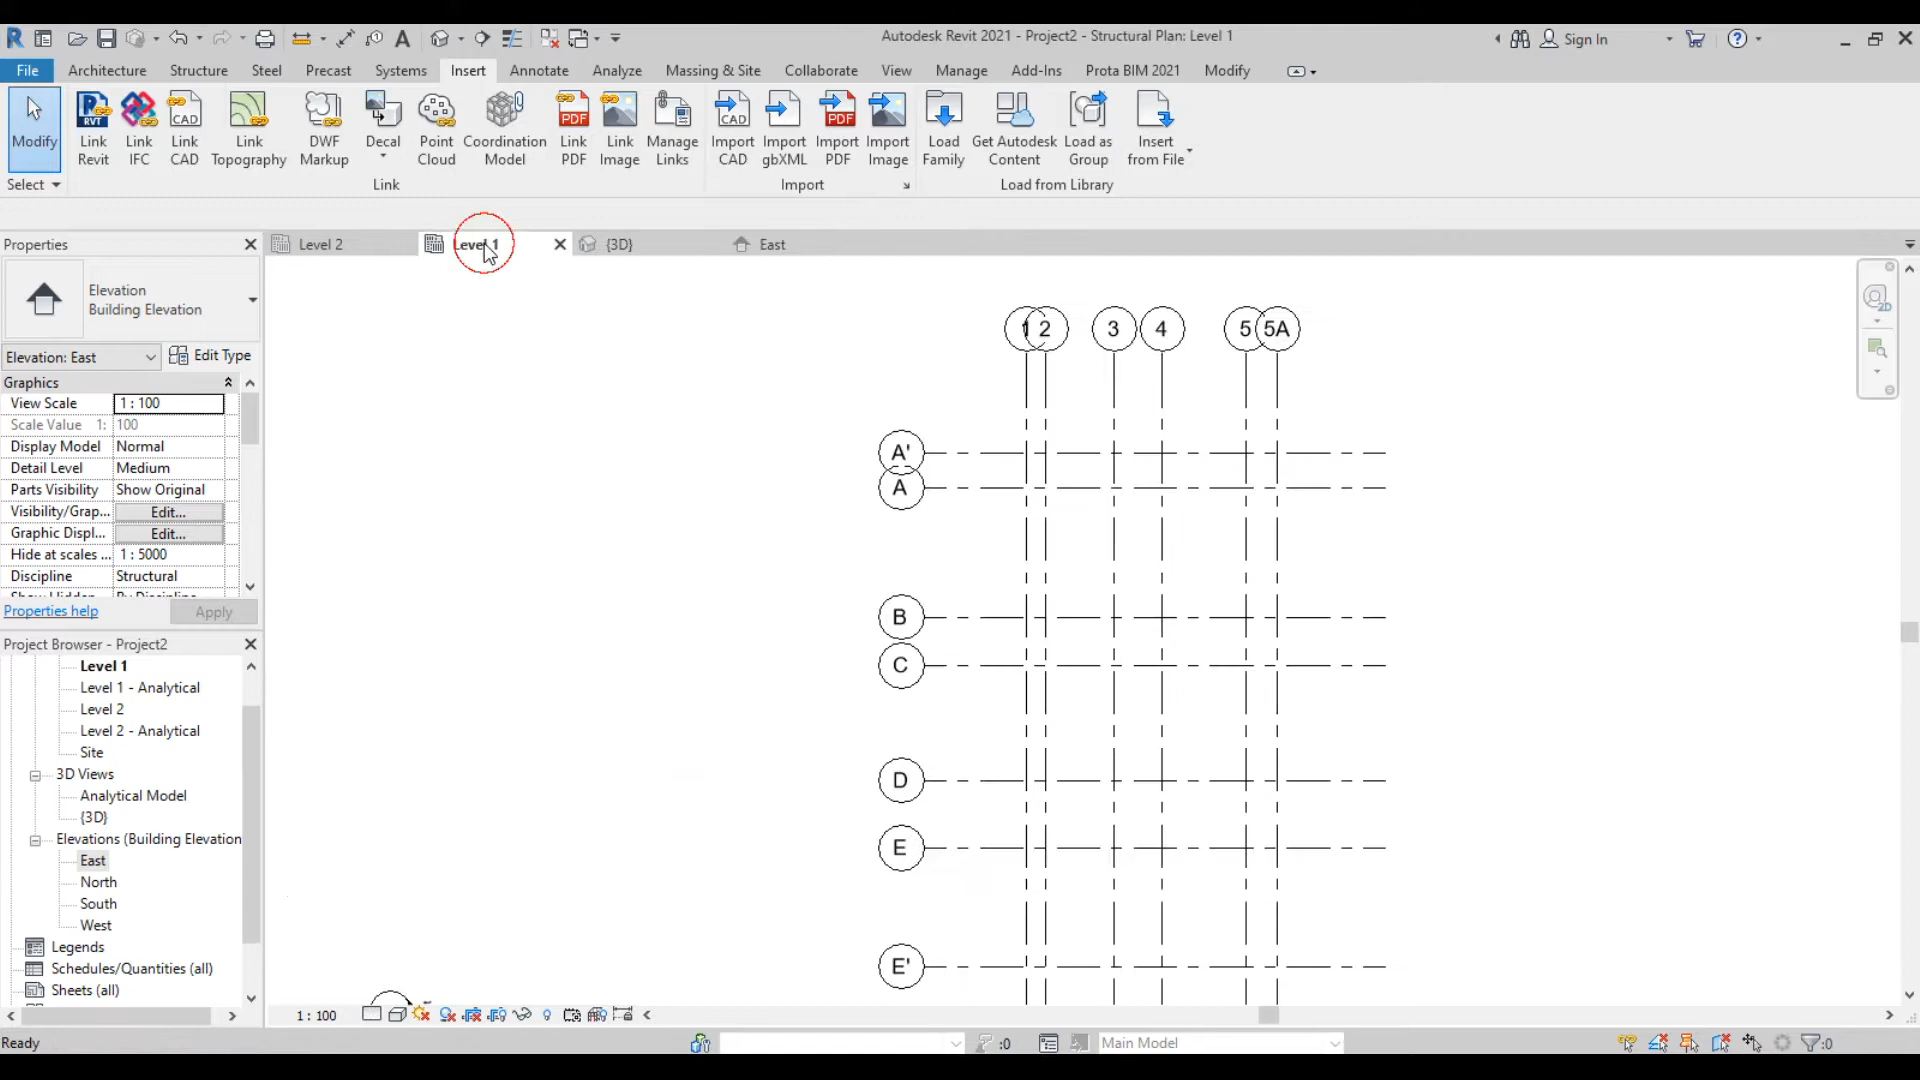 Autodesk Revit 2021 - Project2 - Structural Plan: Level 1
Sign In
File Architecture Structure Steel Precast Systems Insert Annotate Analyze Massing & Site Collaborate View Manage Add-Ins Prota BIM 2021 Modify
Modify
Link Revit
Link IFC
Link CAD
Link Topography
DWF Markup
Decal
Point Cloud
Coordination Model
Link PDF
Link Image
Manage Links
Import CAD
Import gbXML
Import PDF
Import Image
Load Family
Get Autodesk Content
Load as Group
Insert from File
Select Link Import Load from Library
Properties
Level 2 Level 1 {3D} East
Elevation
Building Elevation
Elevation: East Edit Type
Graphics
View Scale 1 : 100
Scale Value 1: 100
Display Model Normal
Detail Level Medium
Parts Visibility Show Original
Visibility/Grap... Edit...
Graphic Displ... Edit...
Hide at scales ... 1 : 5000
Discipline Structural
Properties help Apply
Project Browser - Project2
Level 1
Level 1 - Analytical
Level 2
Level 2 - Analytical
Site
3D Views
Analytical Model
{3D}
Elevations (Building Elevation
East
North
South
West
Legends
Schedules/Quantities (all)
Sheets (all)
1 2 3 4 5 5A
A'
A
B
C
D
E
E'
1 : 100
Ready
:0
Main Model
:0
2D